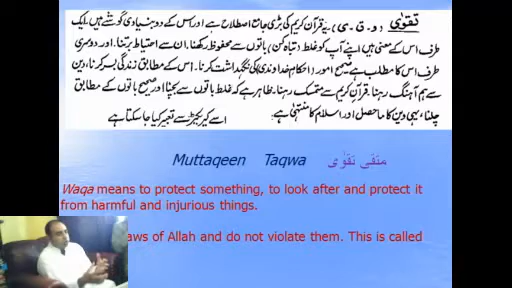 تقوٰی (و۔ق۔ی)۔ یہ قرآن کریم کی بڑی جامع اصطلاح ہے اور اس کے دو بنیادی گوشے ہیں۔ ایک
طرف اس کے معنی ہیں اپنے آپ کو غلط (تباہ کن) باتوں سے محفوظ رکھنا۔ ان سے احتیاط برتنا۔ اور دوسری
طرف اس کا مطلب ہے صحیح امور (احکام خداوندی) کی نگہداشت کرنا۔ اس کے مطابق زندگی بسر کرنا، دین
سے ہم آہنگ رہنا۔ قرآن کریم سے متمسک رہنا۔ ظاہر ہے کہ غلط باتوں سے بچنا اور صحیح باتوں کے مطابق
چلنا، یہی دین کا ماحصل اور اسلام کا منتہیٰ ہے۔ اسے کیریکیٹر سے تعبیر کیا جا سکتا ہے
Muttaqeen Taqwa متقی تقوٰی
Waqa means to protect something, to look after and protect it
from harmful and injurious things.
aws of Allah and do not violate them. This is called